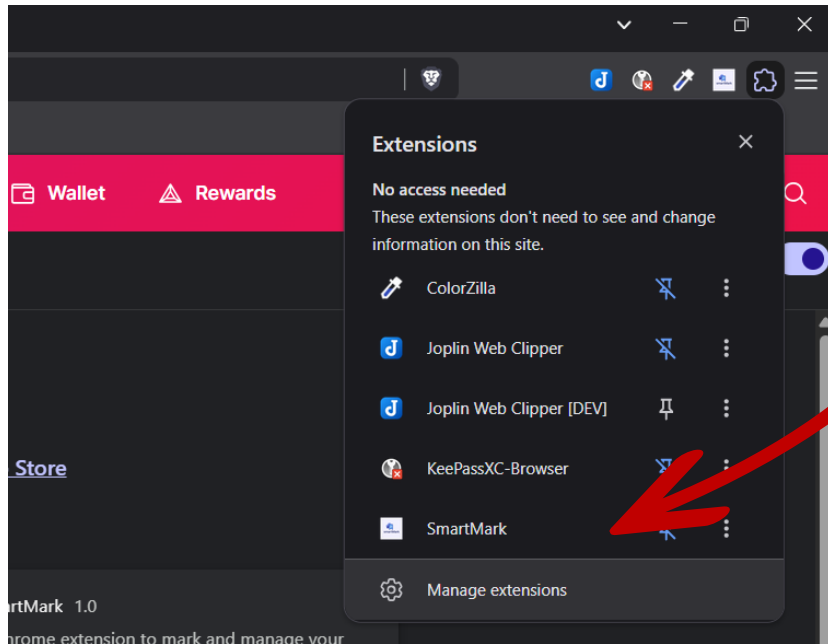 Wallet
Rewards
Extensions
No access needed
These extensions don't need to see and change
information on this site.
ColorZilla
Joplin Web Clipper
Joplin Web Clipper [DEV]
Store
KeePassXC-Browser
SmartMark
Manage extensions
rtMark 1.0
hrome extension to mark and manage your